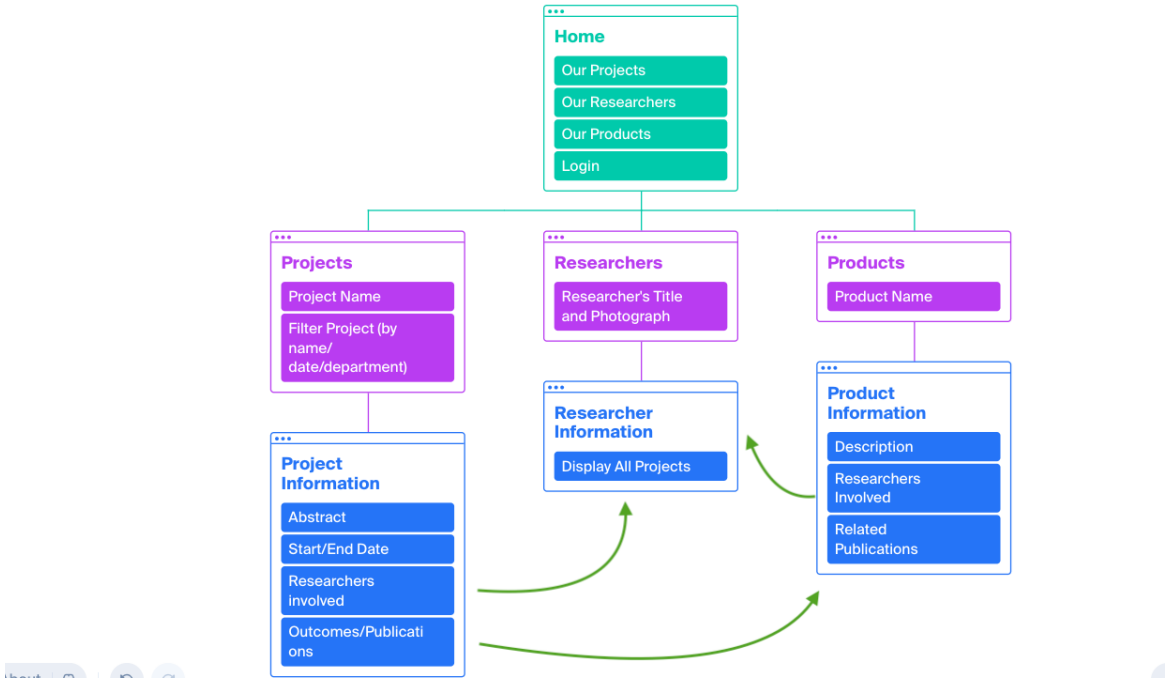 Home
Our Projects
Our Researchers
Our Products
Login
Projects
Project Name
Filter Project (by
name/
date/department)
Researchers
Researcher's Title
and Photograph
Products
Product Name
Project
Information
Abstract
Start/End Date
Researchers
involved
Outcomes/Publicati
ons
Researcher
Information
Display All Projects
Product
Information
Description
Researchers
Involved
Related
Publications